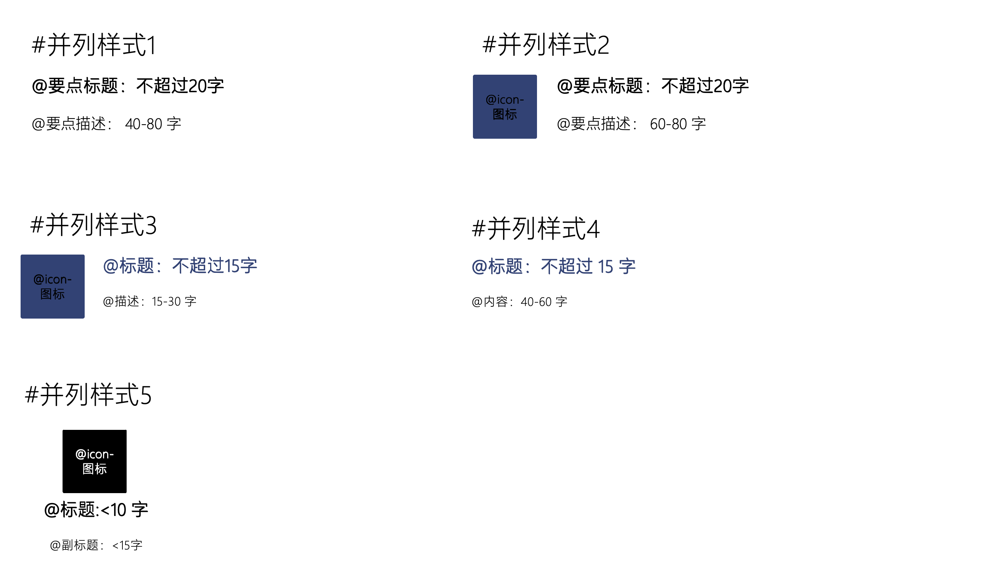 #并列样式1
@要点标题：不超过20字
@要点描述： 40-80 字
#并列样式2
@icon-
图标
@要点标题：不超过20字
@要点描述： 60-80 字
#并列样式3
@icon-
图标
@标题：不超过15字
@描述：15-30 字
#并列样式4
@标题：不超过 15 字
@内容：40-60 字
#并列样式5
@icon-
图标
@标题:<10 字
@副标题：<15字